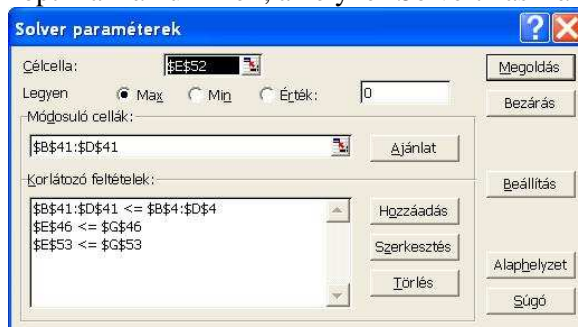 Solver paraméterek
Célcella: $E$52 Megoldás
Legyen Max Min Érték: 0 Bezárás
Módosuló cellák:
$B$41:$D$41 Ajánlat
Korlátozó feltételek: Beállítás
$B$41:$D$41 <= $B$4:$D$4 Hozzáadás
$E$46 <= $G$46
$E$53 <= $G$53 Szerkesztés
Törlés Alaphelyzet
Súgó